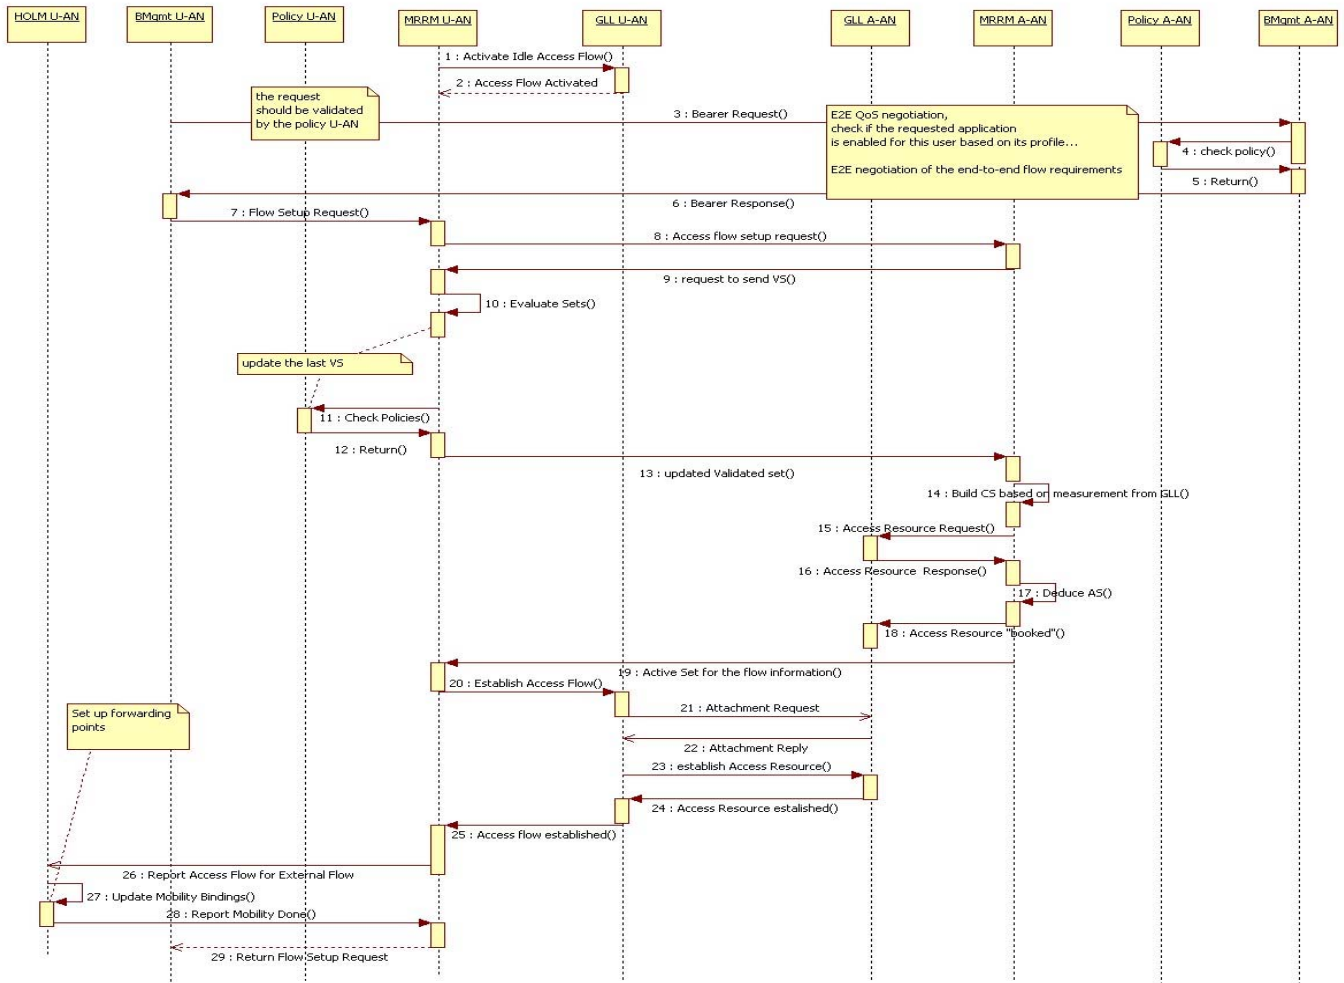 HOLM U-AN
BMgmt U-AN
Policy U-AN
MRRM U-AN
GLL U-AN
GLL A-AN
MRRM A-AN
Policy A-AN
BMgmt A-AN
1 : Activate Idle Access Flow()
2 : Access Flow Activated
the request
should be validated
by the policy U-AN
3 : Bearer Request()
E2E QoS negotiation,
check if the requested application
is enabled for this user based on its profile...
E2E negotiation of the end-to-end flow requirements
4 : check policy()
5 : Return()
6 : Bearer Response()
7 : Flow Setup Request()
8 : Access flow setup request()
9 : request to send VS()
10 : Evaluate Sets()
update the last VS
11 : Check Policies()
12 : Return()
13 : updated Validated set()
14 : Build CS based on measurement from GLL()
15 : Access Resource Request()
16 : Access Resource  Response()
17 : Deduce AS()
18 : Access Resource "booked"()
19 : Active Set for the flow information()
20 : Establish Access Flow()
21 : Attachment Request
Set up forwarding
points
22 : Attachment Reply
23 : establish Access Resource()
24 : Access Resource estalished()
25 : Access flow established()
26 : Report Access Flow for External Flow
27 : Update Mobility Bindings()
28 : Report Mobility Done()
29 : Return Flow Setup Request